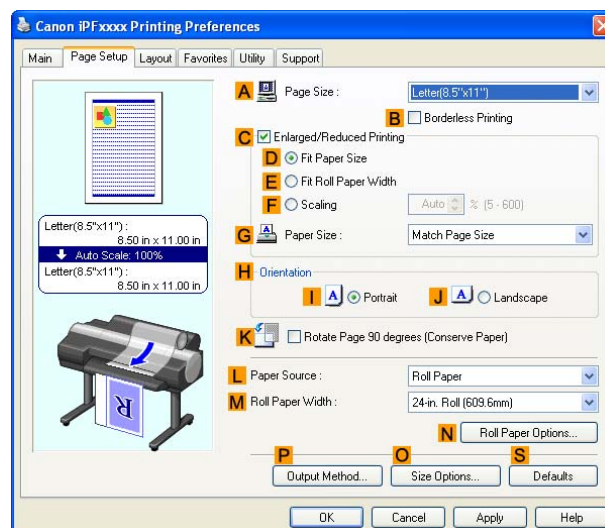 Canon iPFxxxx Printing Preferences
Main Page Setup Layout Favorites Utility Support
A Page Size : Letter(8.5"x11")
B Borderless Printing
C Enlarged/Reduced Printing
D Fit Paper Size
E Fit Roll Paper Width
F Scaling Auto % (5 - 600)
G A Paper Size : Match Page Size
Letter(8.5"x11") :
8.50 in x 11.00 in
Auto Scale: 100%
Letter(8.5"x11") :
8.50 in x 11.00 in
H Orientation
I A Portrait J A Landscape
K Rotate Page 90 degrees (Conserve Paper)
R
L Paper Source : Roll Paper
M Roll Paper Width : 24-in. Roll (609.6mm)
N Roll Paper Options...
P O S
Output Method... Size Options... Defaults
OK Cancel Apply Help